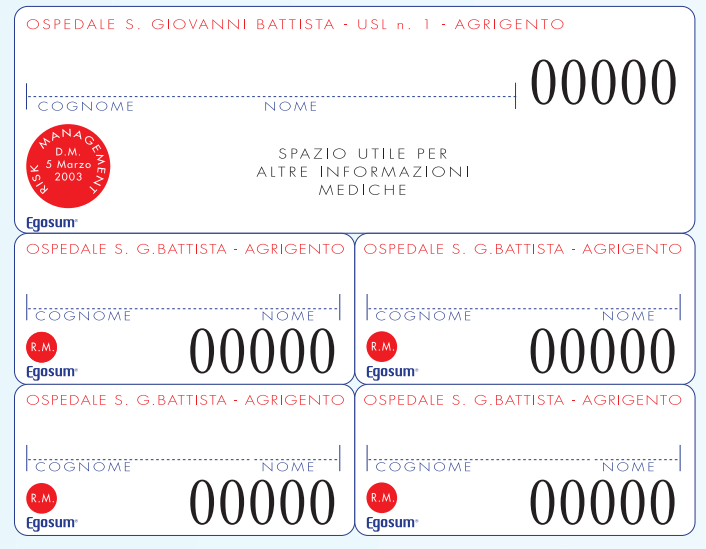 OSPEDALE S. GIOVANNI BATTISTA - USL n. 1 - AGRIGENTO
00000
COGNOME NOME
RISK MANAGEMENT
D.M.
5 Marzo
2003
SPAZIO UTILE PER
ALTRE INFORMAZIONI
MEDICHE
Egosum®
OSPEDALE S. G.BATTISTA - AGRIGENTO
COGNOME NOME
R.M.
00000
Egosum®
OSPEDALE S. G.BATTISTA - AGRIGENTO
COGNOME NOME
R.M.
00000
Egosum®
OSPEDALE S. G.BATTISTA - AGRIGENTO
COGNOME NOME
R.M.
00000
Egosum®
OSPEDALE S. G.BATTISTA - AGRIGENTO
COGNOME NOME
R.M.
00000
Egosum®